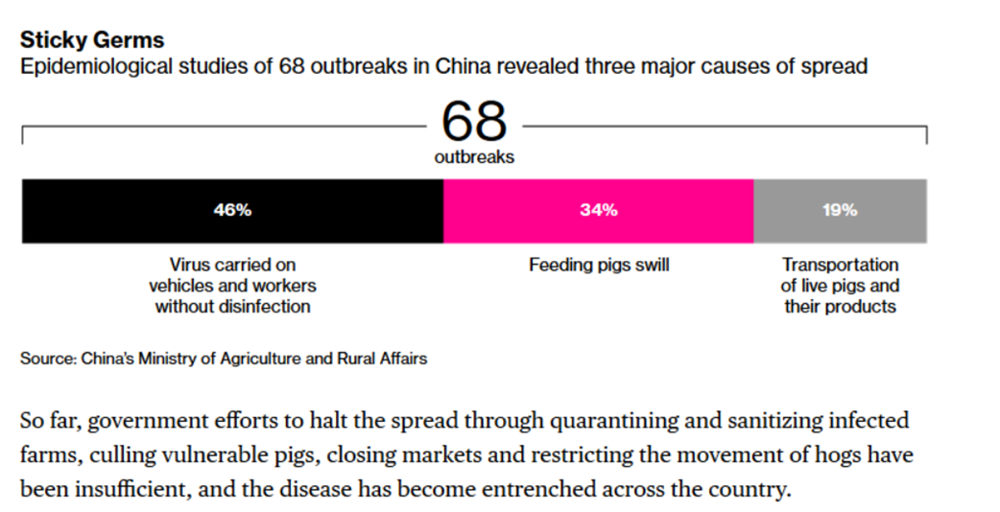 Sticky Germs
Epidemiological studies of 68 outbreaks in China revealed three major causes of spread
68
outbreaks
46%
34%
19%
Virus carried on
vehicles and workers
without disinfection
Feeding pigs swill
Transportation
of live pigs and
their products
Source: China's Ministry of Agriculture and Rural Affairs
So far, government efforts to halt the spread through quarantining and sanitizing infected
farms, culling vulnerable pigs, closing markets and restricting the movement of hogs have
been insufficient, and the disease has become entrenched across the country.